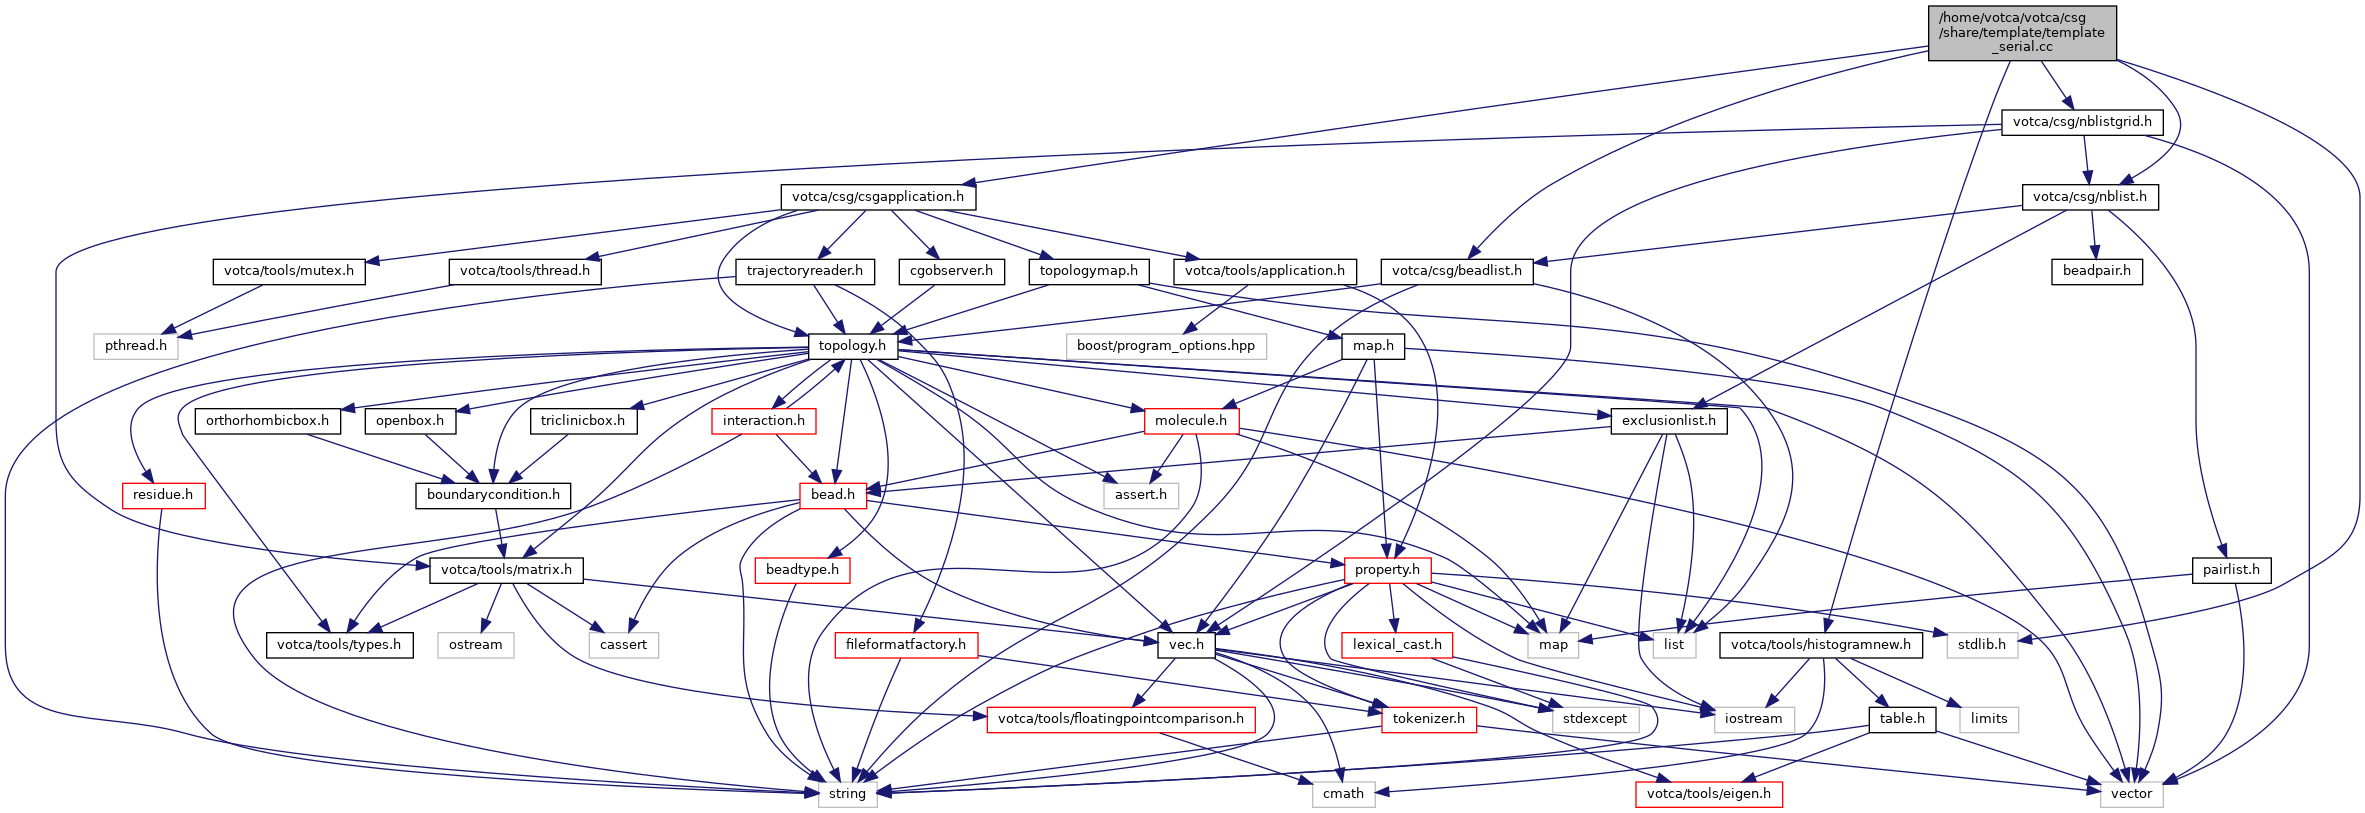 /home/votca/votca/csg
/share/template/template
_serial.cc
votca/csg/nblistgrid.h
votca/csg/csgapplication.h
votca/csg/nblist.h
votca/tools/mutex.h
votca/tools/thread.h
trajectoryreader.h
cgobserver.h
topologymap.h
votca/tools/application.h
votca/csg/beadlist.h
beadpair.h
pthread.h
topology.h
boost/program_options.hpp
map.h
orthorhombicbox.h
openbox.h
triclinicbox.h
interaction.h
molecule.h
exclusionlist.h
residue.h
boundarycondition.h
bead.h
assert.h
votca/tools/matrix.h
beadtype.h
property.h
pairlist.h
votca/tools/types.h
ostream
cassert
fileformatfactory.h
vec.h
lexical_cast.h
map
list
votca/tools/histogramnew.h
stdlib.h
votca/tools/floatingpointcomparison.h
tokenizer.h
stdexcept
iostream
table.h
limits
string
cmath
votca/tools/eigen.h
vector